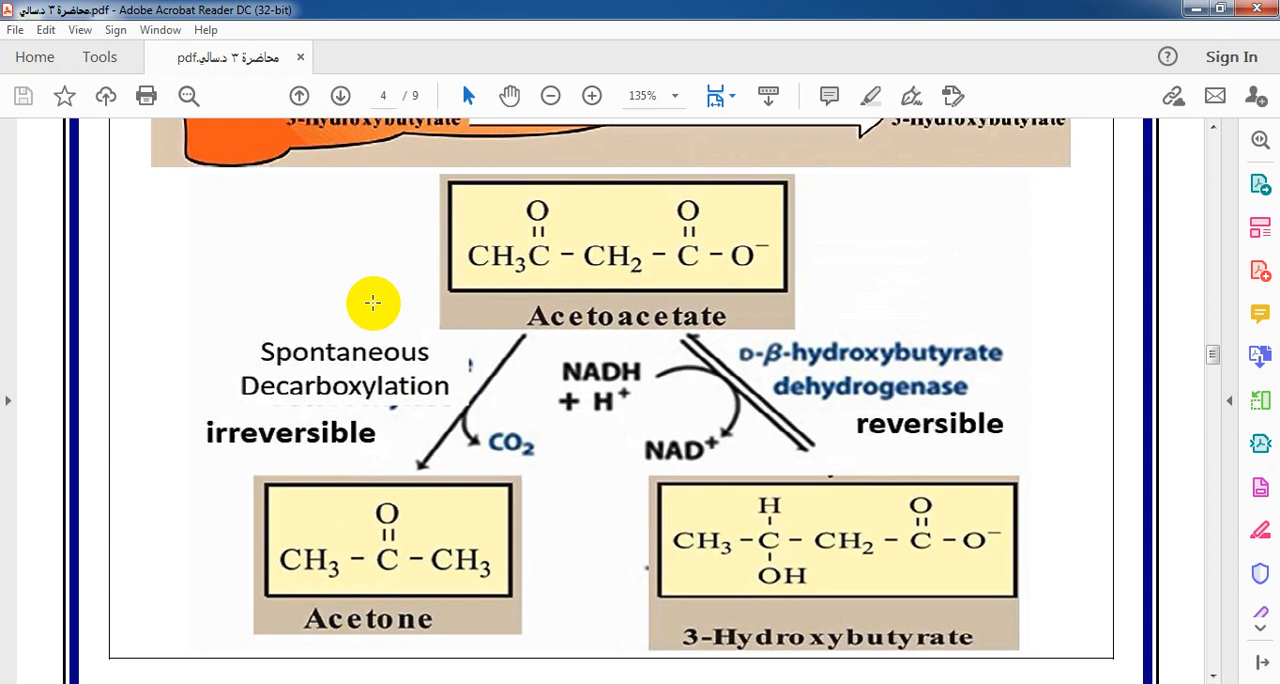 محاضرة ٣ د.سالي.pdf - Adobe Acrobat Reader DC (32-bit)
File Edit View Sign Window Help
Home Tools محاضرة ٣ د.سالي.pdf × ? Sign In
4 / 9 135%
3-Hydroxybutyrate 3-Hydroxybutyrate
O O
CH₃C - CH₂ - C - O⁻
Acetoacetate
Spontaneous
Decarboxylation
irreversible
CO₂
NADH
+ H⁺
NAD⁺
D-β-hydroxybutyrate
dehydrogenase
reversible
O
CH₃ - C - CH₃
Acetone
H O
CH₃ - C - CH₂ - C - O⁻
OH
3-Hydroxybutyrate